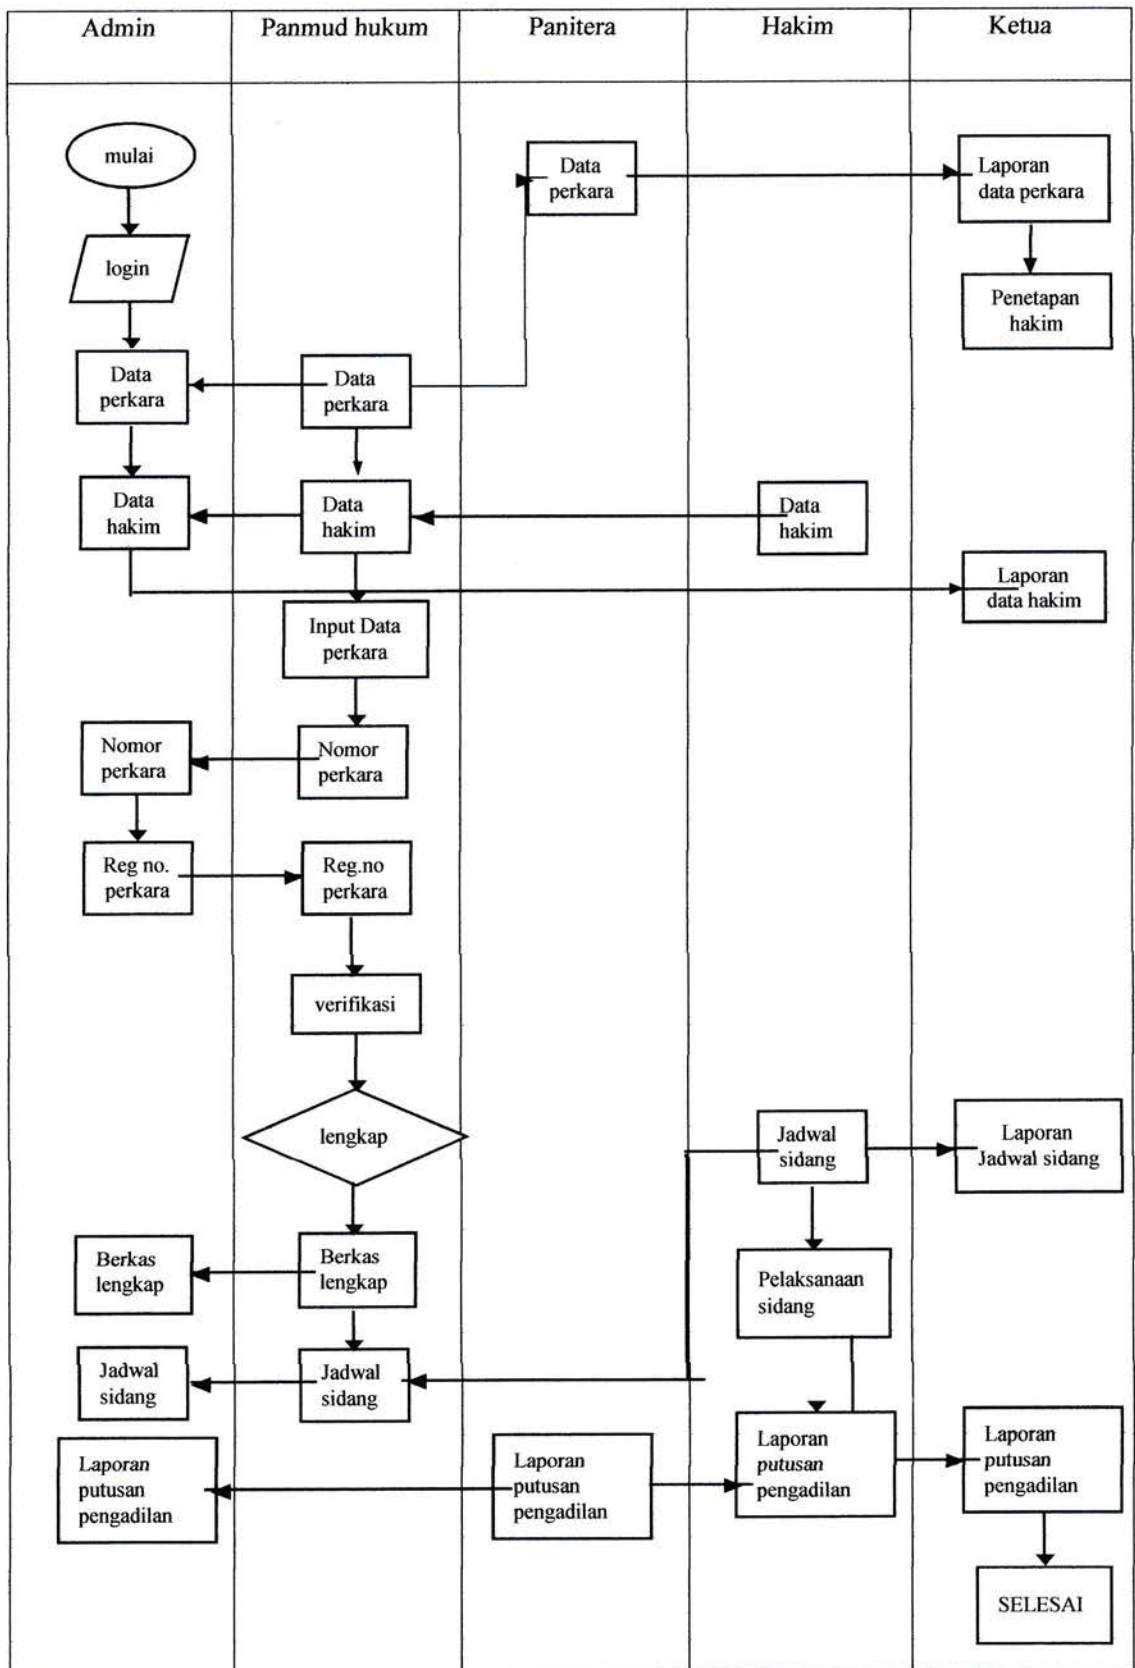 Admin
Panmud hukum
Panitera
Hakim
Ketua
mulai
Data
perkara
Laporan
data perkara
login
Penetapan
hakim
Data
perkara
Data
perkara
Data
hakim
Data
hakim
Data
hakim
Laporan
data hakim
Input Data
perkara
Nomor
perkara
Nomor
perkara
Reg no.
perkara
Reg.no
perkara
verifikasi
lengkap
Jadwal
sidang
Laporan
Jadwal sidang
Berkas
lengkap
Berkas
lengkap
Pelaksanaan
sidang
Jadwal
sidang
Jadwal
sidang
Laporan
putusan
pengadilan
Laporan
putusan
pengadilan
Laporan
putusan
pengadilan
Laporan
putusan
pengadilan
SELESAI